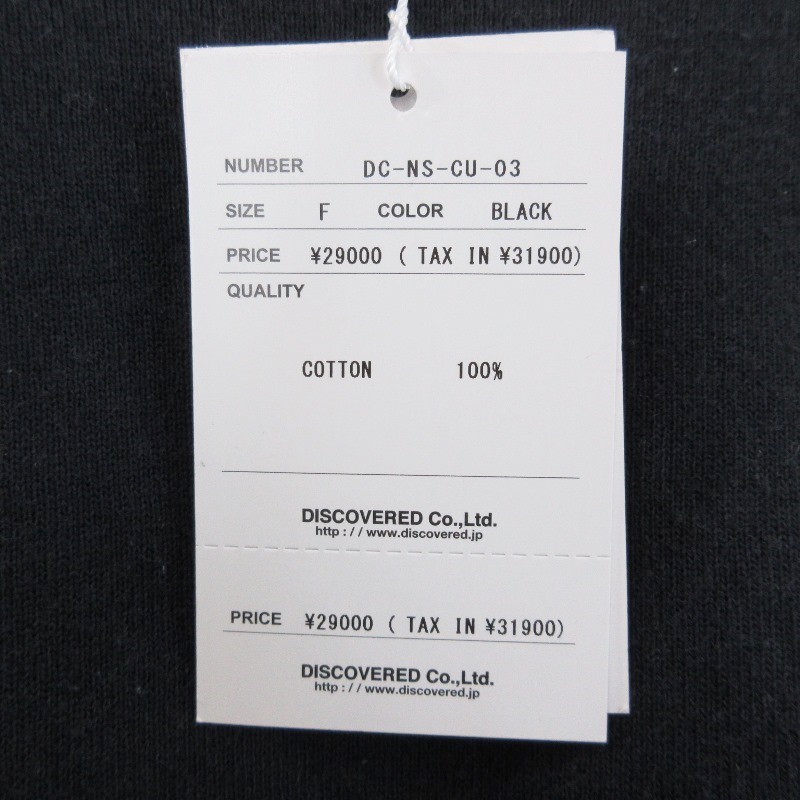 NUMBER DC-NS-CU-03
SIZE F COLOR BLACK
PRICE ¥29000 ( TAX IN ¥31900)
QUALITY
COTTON 100%
DISCOVERED Co.,Ltd.
http : / / www.discovered.jp
PRICE ¥29000 ( TAX IN ¥31900)
DISCOVERED Co.,Ltd.
http : / / www.discovered.jp